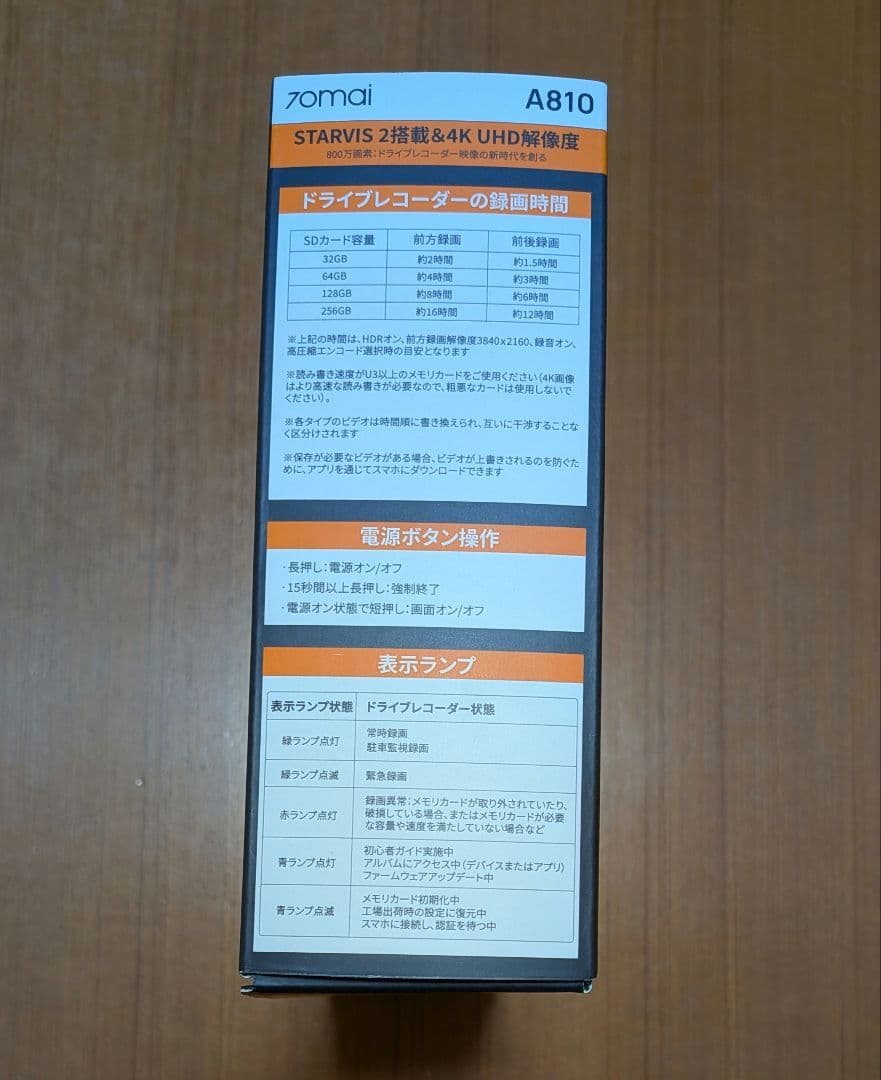 70mai A810
STARVIS 2搭載&4K UHD解像度
800万画素:ドライブレコーダー映像の新時代を創る
ドライブレコーダーの録画時間
SDカード容量 前方録画 前後録画
32GB 約2時間 約1.5時間
64GB 約4時間 約3時間
128GB 約8時間 約6時間
256GB 約16時間 約12時間
※上記の時間は、HDRオン、前方録画解像度3840x2160、録音オン、
高圧縮エンコード選択時の目安となります
※読み書き速度がU3以上のメモリカードをご使用ください(4K画像
はより高速な読み書きが必要なので、粗悪なカードは使用しないで
ください)。
※各タイプのビデオは時間順に書き換えられ、互いに干渉することな
く区分けされます
※保存が必要なビデオがある場合、ビデオが上書きされるのを防ぐた
めに、アプリを通じてスマホにダウンロードできます
電源ボタン操作
・長押し:電源オン/オフ
・15秒間以上長押し:強制終了
・電源オン状態で短押し:画面オン/オフ
表示ランプ
表示ランプ状態 ドライブレコーダー状態
緑ランプ点灯 常時録画
駐車監視録画
緑ランプ点滅 緊急録画
赤ランプ点灯 録画異常:メモリカードが取り外されていたり、
破損している場合、またはメモリカードが必要
な容量や速度を満たしていない場合など
青ランプ点灯 初心者ガイド実施中
アルバムにアクセス中(デバイスまたはアプリ)
ファームウェアアップデート中
青ランプ点滅 メモリカード初期化中
工場出荷時の設定に復元中
スマホに接続し、認証を待つ中